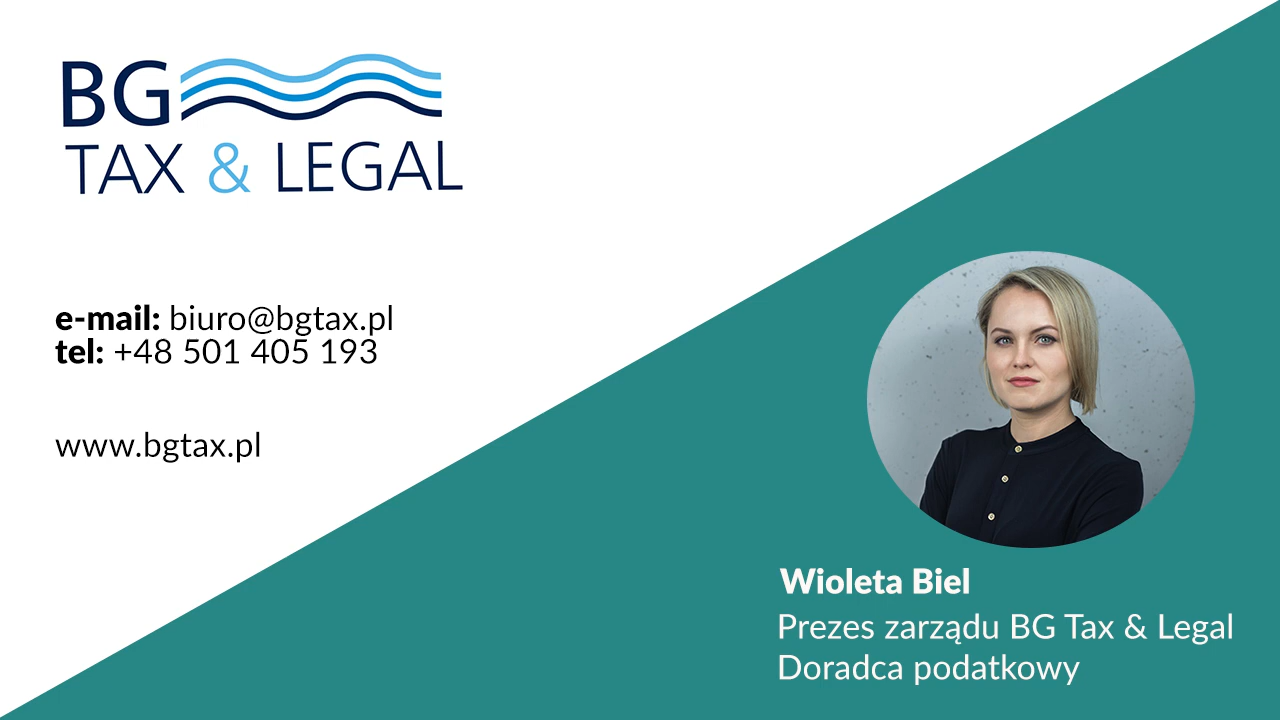 BG
TAX & LEGAL
e-mail: biuro@bgtax.pl
tel: +48 501 405 193
www.bgtax.pl
Wioleta Biel
Prezes zarządu BG Tax & Legal
Doradca podatkowy